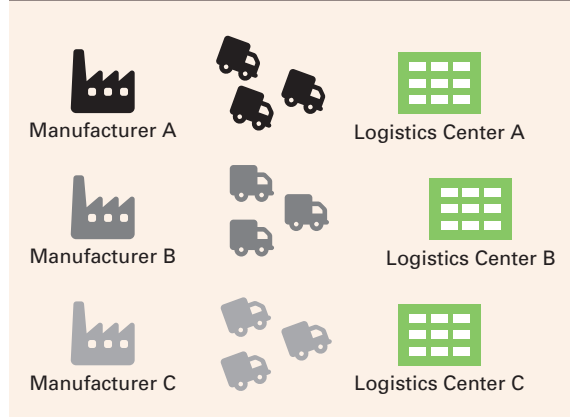 Manufacturer A
Logistics Center A
Manufacturer B
Logistics Center B
Manufacturer C
Logistics Center C